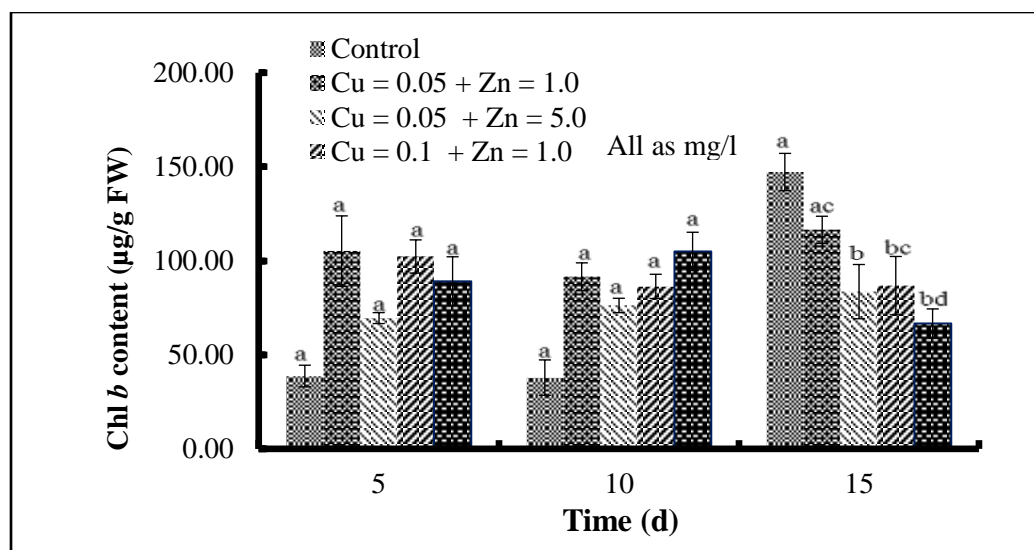 Control
200.00
Cu = 0.05 + Zn = 1.0
Cu = 0.05 + Zn = 5.0
Cu = 0.1 + Zn = 1.0
All as mg/l
150.00
100.00
50.00
0.00
Chl b content (µg/g FW)
a
a
a
a
a
a
a
a
a
a
a
ac
b
bc
bd
5
10
15
Time (d)